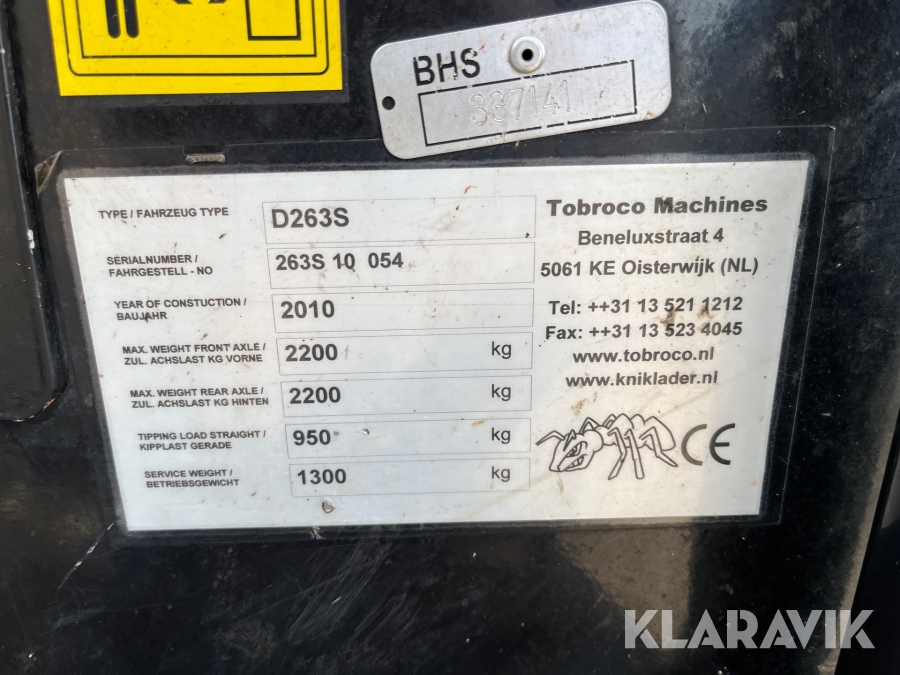 BHS
337141
TYPE / FAHRZEUG TYPE D263S
SERIALNUMBER /
FAHRGESTELL - NO 263S 10 054
YEAR OF CONSTUCTION /
BAUJAHR 2010
MAX. WEIGHT FRONT AXLE /
ZUL. ACHSLAST KG VORNE 2200 kg
MAX. WEIGHT REAR AXLE /
ZUL. ACHSLAST KG HINTEN 2200 kg
TIPPING LOAD STRAIGHT /
KIPPLAST GERADE 950 kg
SERVICE WEIGHT /
BETRIEBSGEWICHT 1300 kg
Tobroco Machines
Beneluxstraat 4
5061 KE Oisterwijk (NL)
Tel: ++31 13 521 1212
Fax: ++31 13 523 4045
www.tobroco.nl
www.kniklader.nl
CE
KLARAVIK